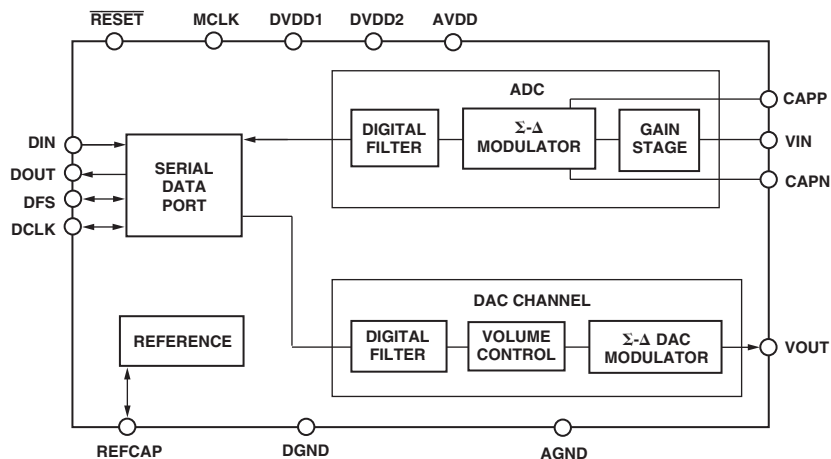 RESET MCLK DVDD1 DVDD2 AVDD
ADC
CAPP
DIGITAL
FILTER
Σ-Δ
MODULATOR
GAIN
STAGE
VIN
CAPN
DIN
DOUT
DFS
DCLK
SERIAL
DATA
PORT
DAC CHANNEL
REFERENCE
DIGITAL
FILTER
VOLUME
CONTROL
Σ-Δ DAC
MODULATOR
VOUT
REFCAP DGND AGND